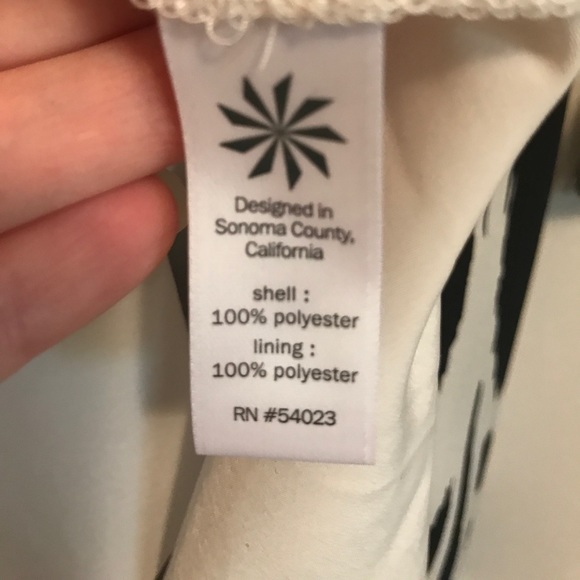 Designed in
Sonoma County,
California
shell :
100% polyester
lining :
100% polyester
RN #54023